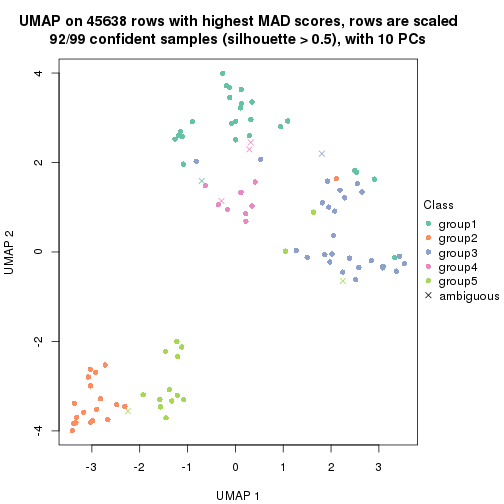 UMAP on 45638 rows with highest MAD scores, rows are scaled
92/99 confident samples (silhouette > 0.5), with 10 PCs
4
2
0
-2
-4
UMAP 2
-3
-2
-1
0
1
2
3
UMAP 1
Class
group1
group2
group3
group4
group5
ambiguous